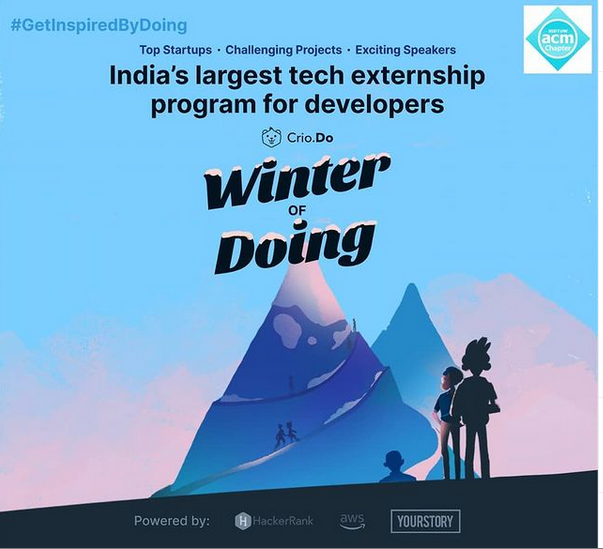 #GetInspiredByDoing
acm
Chapter
Top Startups · Challenging Projects · Exciting Speakers
India's largest tech externship
program for developers
Crio.Do
Winter
OF
Doing
Powered by: HackerRank aws YOURSTORY